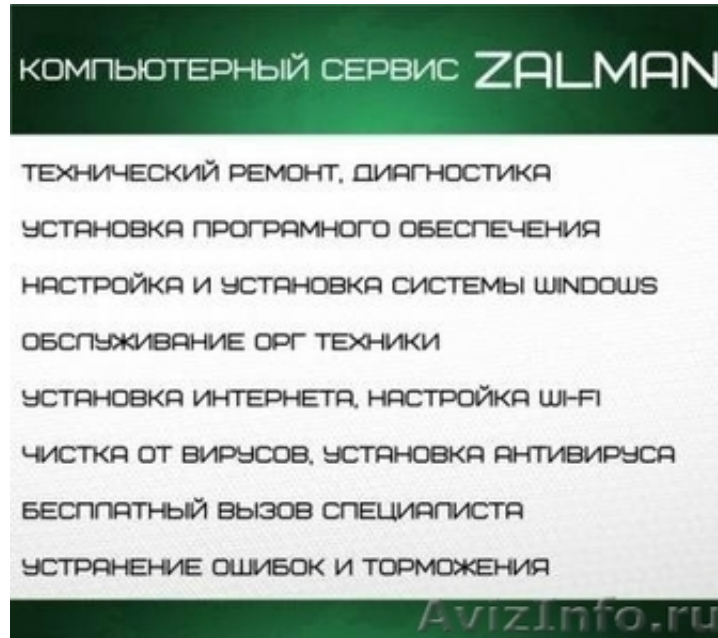 КОМПЬЮТЕРНЫЙ СЕРВИС ZALMAN
ТЕХНИЧЕСКИЙ РЕМОНТ, ДИАГНОСТИКА
УСТАНОВКА ПРОГРАМНОГО ОБЕСПЕЧЕНИЯ
НАСТРОЙКА И УСТАНОВКА СИСТЕМЫ WINDOWS
ОБСЛУЖИВАНИЕ ОРГ ТЕХНИКИ
УСТАНОВКА ИНТЕРНЕТА, НАСТРОЙКА WI-FI
ЧИСТКА ОТ ВИРУСОВ, УСТАНОВКА АНТИВИРУСА
БЕСПЛАТНЫЙ ВЫЗОВ СПЕЦИАЛИСТА
УСТРАНЕНИЕ ОШИБОК И ТОРМОЖЕНИЯ
AvizInfo.ru